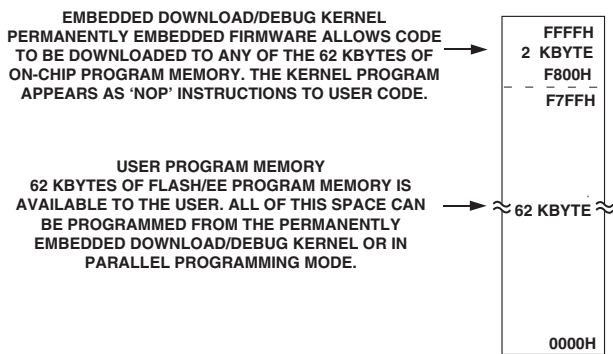 EMBEDDED DOWNLOAD/DEBUG KERNEL
PERMANENTLY EMBEDDED FIRMWARE ALLOWS CODE
TO BE DOWNLOADED TO ANY OF THE 62 KBYTES OF
ON-CHIP PROGRAM MEMORY. THE KERNEL PROGRAM
APPEARS AS ‘NOP’ INSTRUCTIONS TO USER CODE.
FFFFH
2 KBYTE
F800H
F7FFH
USER PROGRAM MEMORY
62 KBYTES OF FLASH/EE PROGRAM MEMORY IS
AVAILABLE TO THE USER. ALL OF THIS SPACE CAN
BE PROGRAMMED FROM THE PERMANENTLY
EMBEDDED DOWNLOAD/DEBUG KERNEL OR IN
PARALLEL PROGRAMMING MODE.
62 KBYTE
0000H